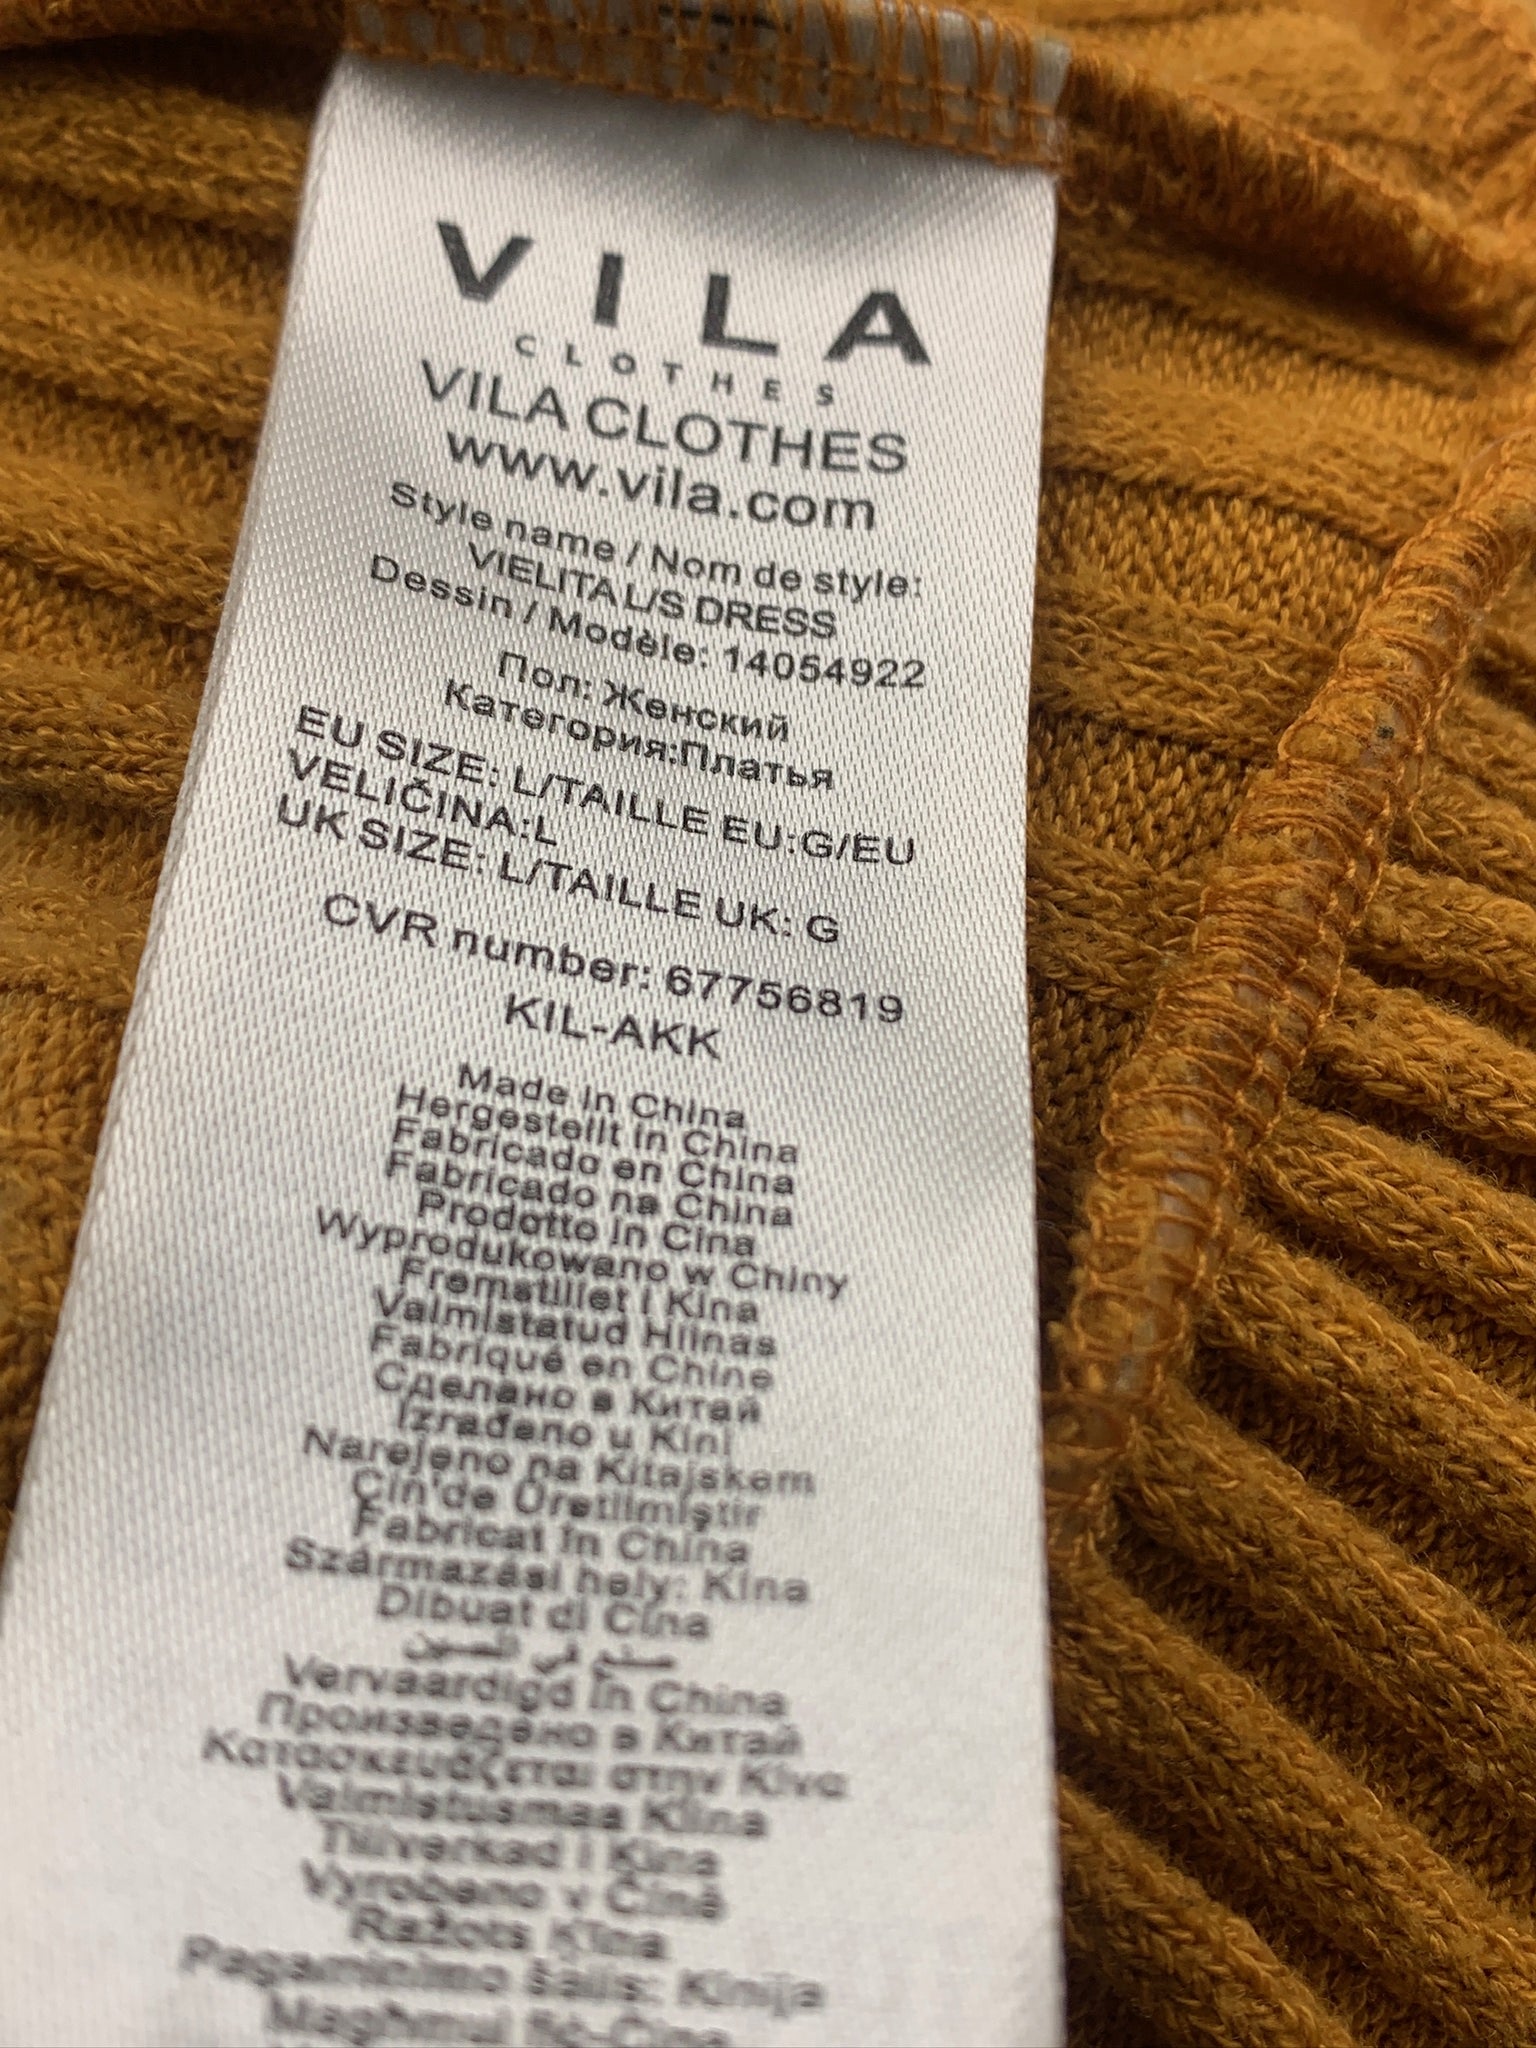 VILA
CLOTHES
VILA CLOTHES
www.vila.com
Style name / Nom de style:
VIELITA L/S DRESS
Dessin / Modèle: 14054922
Пол: Женский
Категория:Платья
EU SIZE: L/TAILLE EU:G/EU
VELIČINA:L
UK SIZE: L/TAILLE UK: G
CVR number: 67756819
KIL-AKK
Made in China
Hergestellt in China
Fabricado en China
Fabricado na China
Prodotto in Cina
Wyprodukowano w Chiny
Fremstillet i Kina
Valmistatud Hiinas
Fabriqué en Chine
Сделано в Китай
Izrađeno u Kini
Narejeno na Kitajskem
Çin'de Üretilmiştir
Fabricat în China
Származási hely: Kína
Dibuat di Cina
صنع في الصين
Vervaardigd in China
Произведено в Китай
Κατασκευάζεται στην Κίνα
Valmistusmaa Kiina
Tillverkad i Kina
Vyrobeno v Číně
Ražots Ķīna
Pagaminimo šalis: Kinija
Magħmul